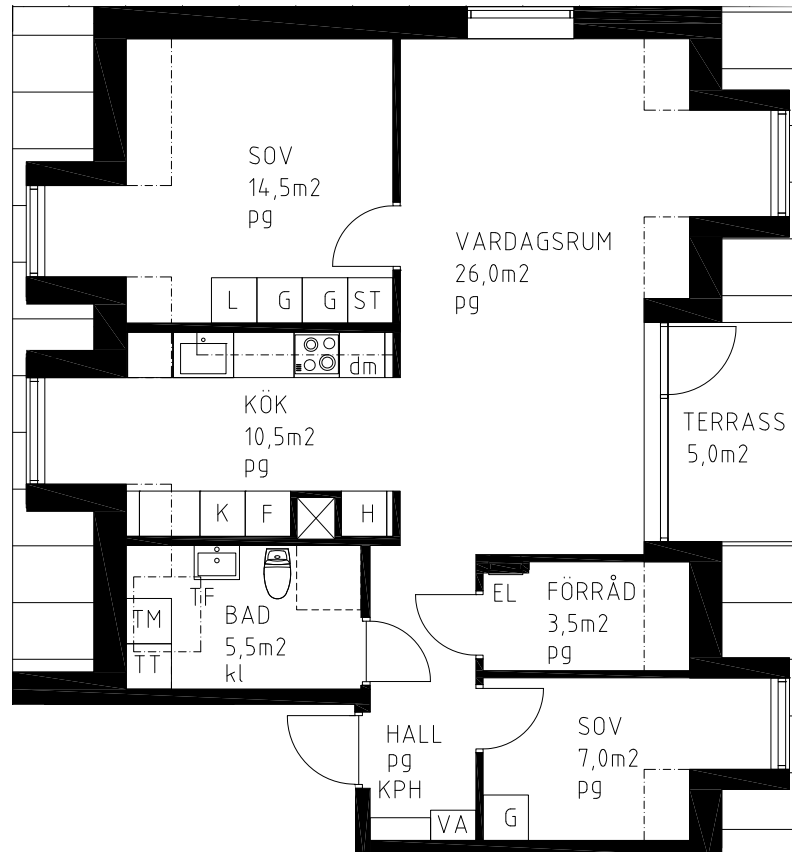 SOV
14,5m2
pg
VARDAGSRUM
26,0m2
pg
L G G ST
dm
KÖK
10,5m2
pg
TERRASS
5,0m2
K F H
EL
FÖRRÅD
3,5m2
pg
TF
TM
BAD
5,5m2
kl
TT
HALL
pg
KPH
SOV
7,0m2
pg
VA
G